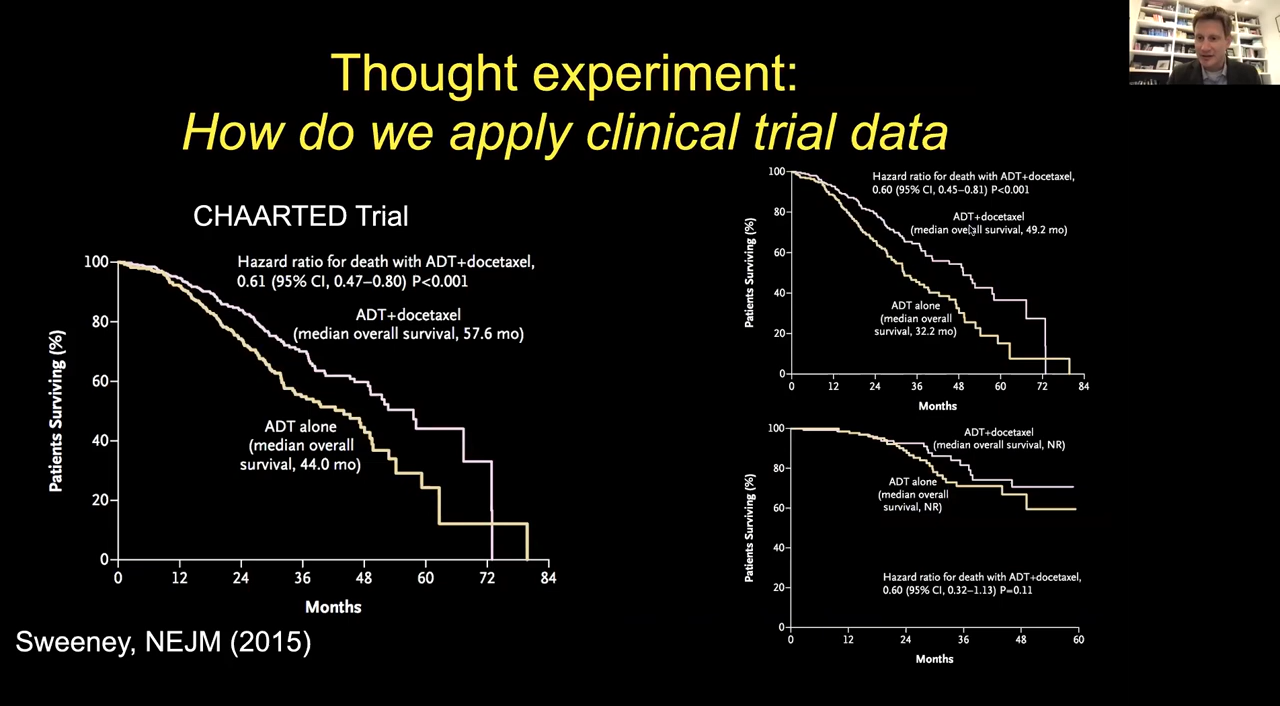 Thought experiment:
How do we apply clinical trial data
CHAARTED Trial
Patients Surviving (%)
100
80
60
40
20
0
Hazard ratio for death with ADT+docetaxel,
0.61 (95% CI, 0.47–0.80) P<0.001
ADT+docetaxel
(median overall survival, 57.6 mo)
ADT alone
(median overall
survival, 44.0 mo)
0 12 24 36 48 60 72 84
Months
Sweeney, NEJM (2015)
Patients Surviving (%)
100
80
60
40
20
0
Hazard ratio for death with ADT+docetaxel,
0.60 (95% CI, 0.45–0.81) P<0.001
ADT+docetaxel
(median overall survival, 49.2 mo)
ADT alone
(median overall
survival, 32.2 mo)
0 12 24 36 48 60 72 84
Months
Patients Surviving (%)
100
80
60
40
20
0
ADT+docetaxel
(median overall survival, NR)
ADT alone
(median overall
survival, NR)
Hazard ratio for death with ADT+docetaxel,
0.60 (95% CI, 0.32–1.13) P=0.11
0 12 24 36 48 60
Months